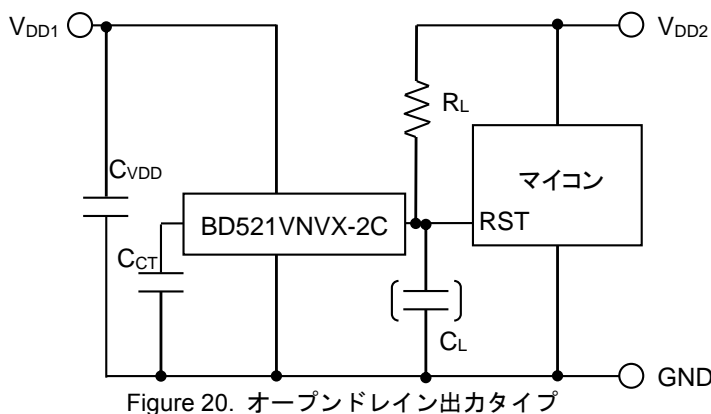 VDD1
VDD2
RL
CVDD
マイコン
BD521VNVX-2C
RST
CCT
CL
GND
Figure 20. オープンドレイン出力タイプ